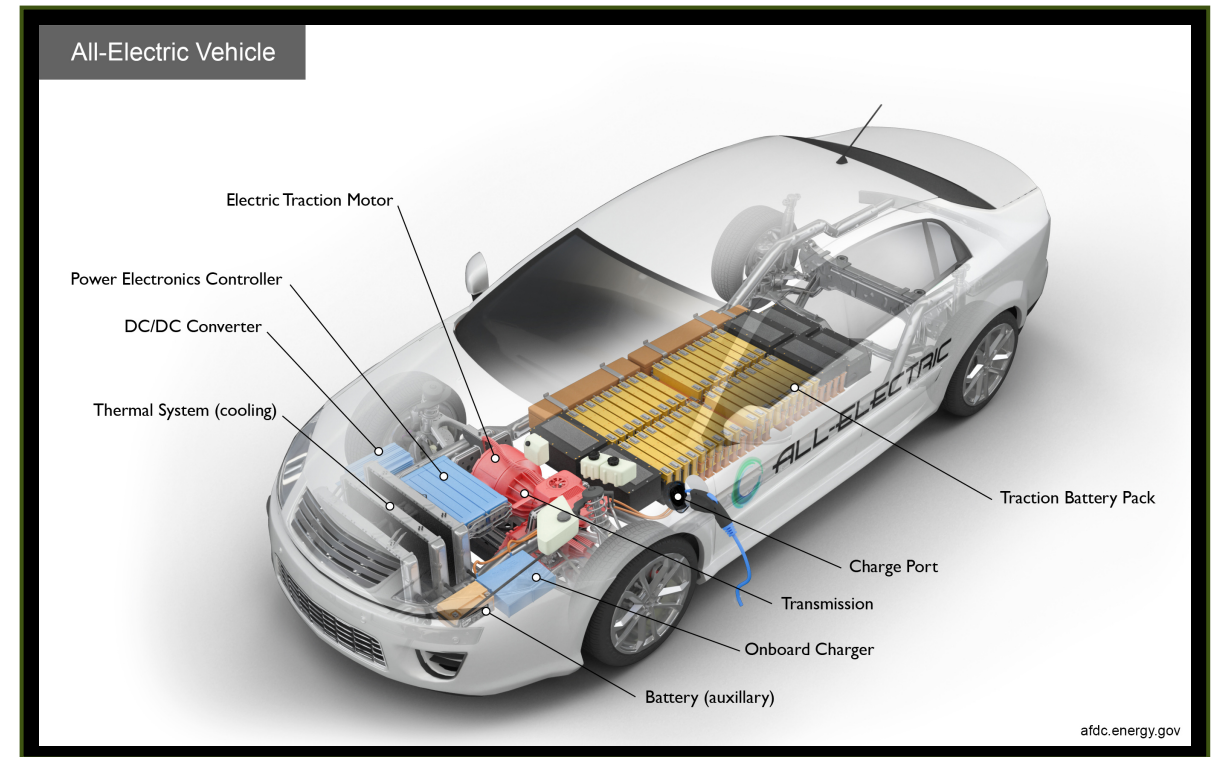 All-Electric Vehicle
Electric Traction Motor
Power Electronics Controller
DC/DC Converter
Thermal System (cooling)
ALL-ELECTRIC
Traction Battery Pack
Charge Port
Transmission
Onboard Charger
Battery (auxillary)
afdc.energy.gov